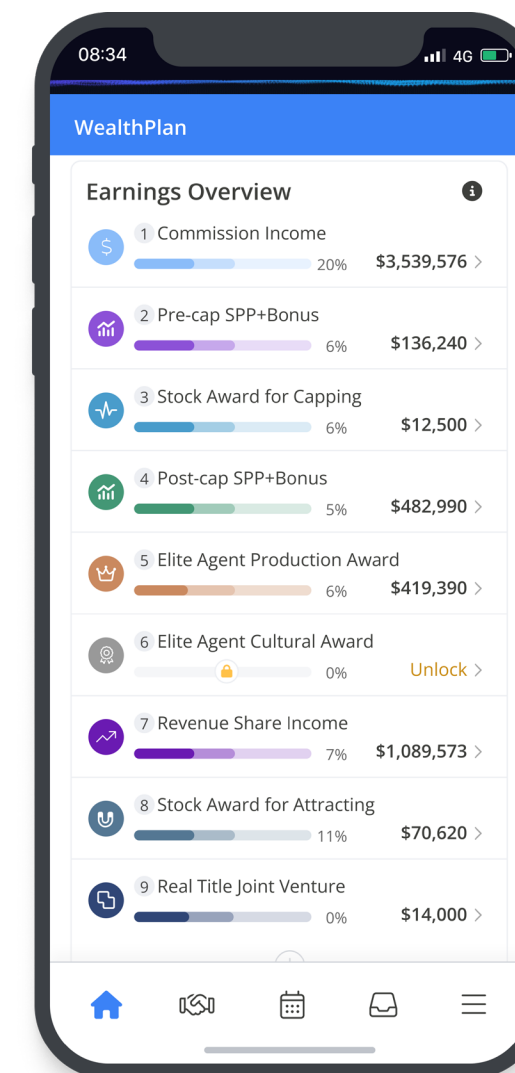 08:34
4G
WealthPlan
Earnings Overview
1 Commission Income
20% $3,539,576
2 Pre-cap SPP+Bonus
6% $136,240
3 Stock Award for Capping
6% $12,500
4 Post-cap SPP+Bonus
5% $482,990
5 Elite Agent Production Award
6% $419,390
6 Elite Agent Cultural Award
0% Unlock
7 Revenue Share Income
7% $1,089,573
8 Stock Award for Attracting
11% $70,620
9 Real Title Joint Venture
0% $14,000